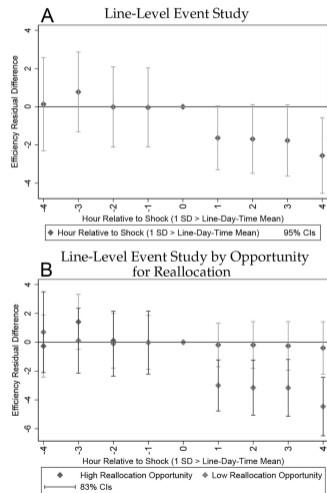 A
Line-Level Event Study
Efficiency Residual Difference
4
2
0
-2
-4
-4 -3 -2 -1 0 1 2 3 4
Hour Relative to Shock (1 SD > Line-Day-Time Mean)
Hour Relative to Shock (1 SD > Line-Day-Time Mean) 95% CIs
B
Line-Level Event Study by Opportunity
for Reallocation
Efficiency Residual Difference
4
2
0
-2
-4
-6
-4 -3 -2 -1 0 1 2 3 4
Hour Relative to Shock (1 SD > Line-Day-Time Mean)
High Reallocation Opportunity Low Reallocation Opportunity
83% CIs